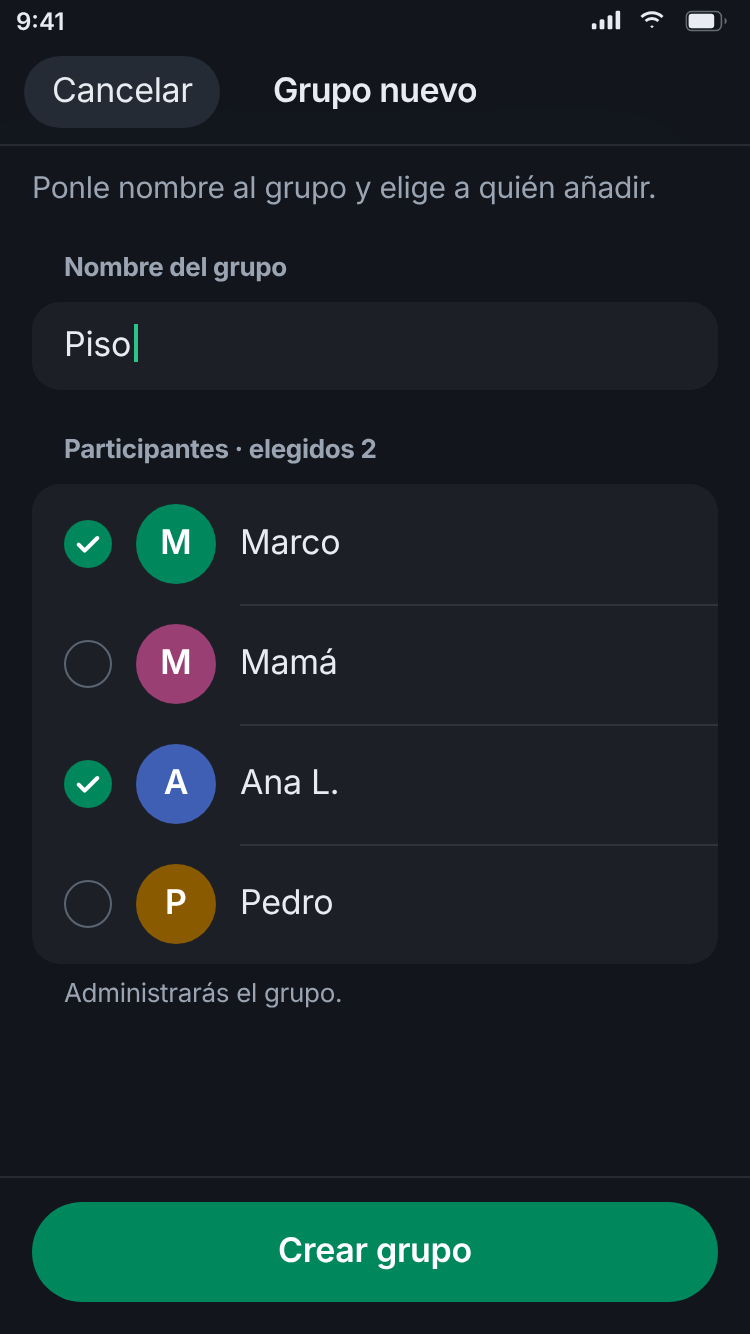 9:41
Cancelar
Grupo nuevo
Ponle nombre al grupo y elige a quién añadir.
Nombre del grupo
Piso
Participantes · elegidos 2
M
Marco
M
Mamá
A
Ana L.
P
Pedro
Administrarás el grupo.
Crear grupo